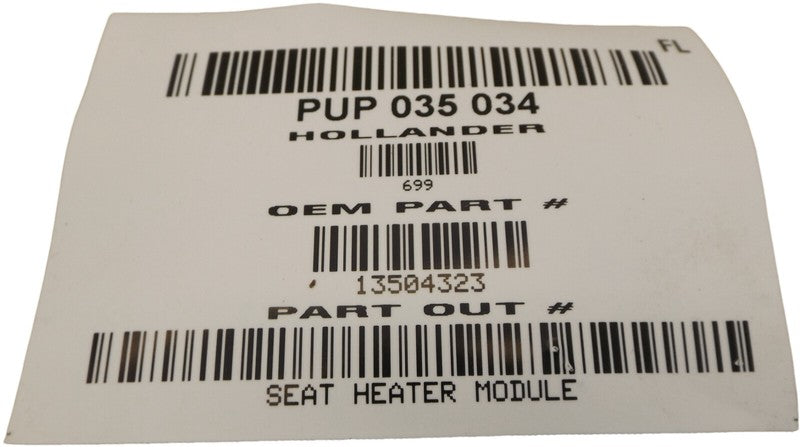 FL
PUP 035 034
HOLLANDER
699
OEM PART #
13504323
PART OUT #
SEAT HEATER MODULE